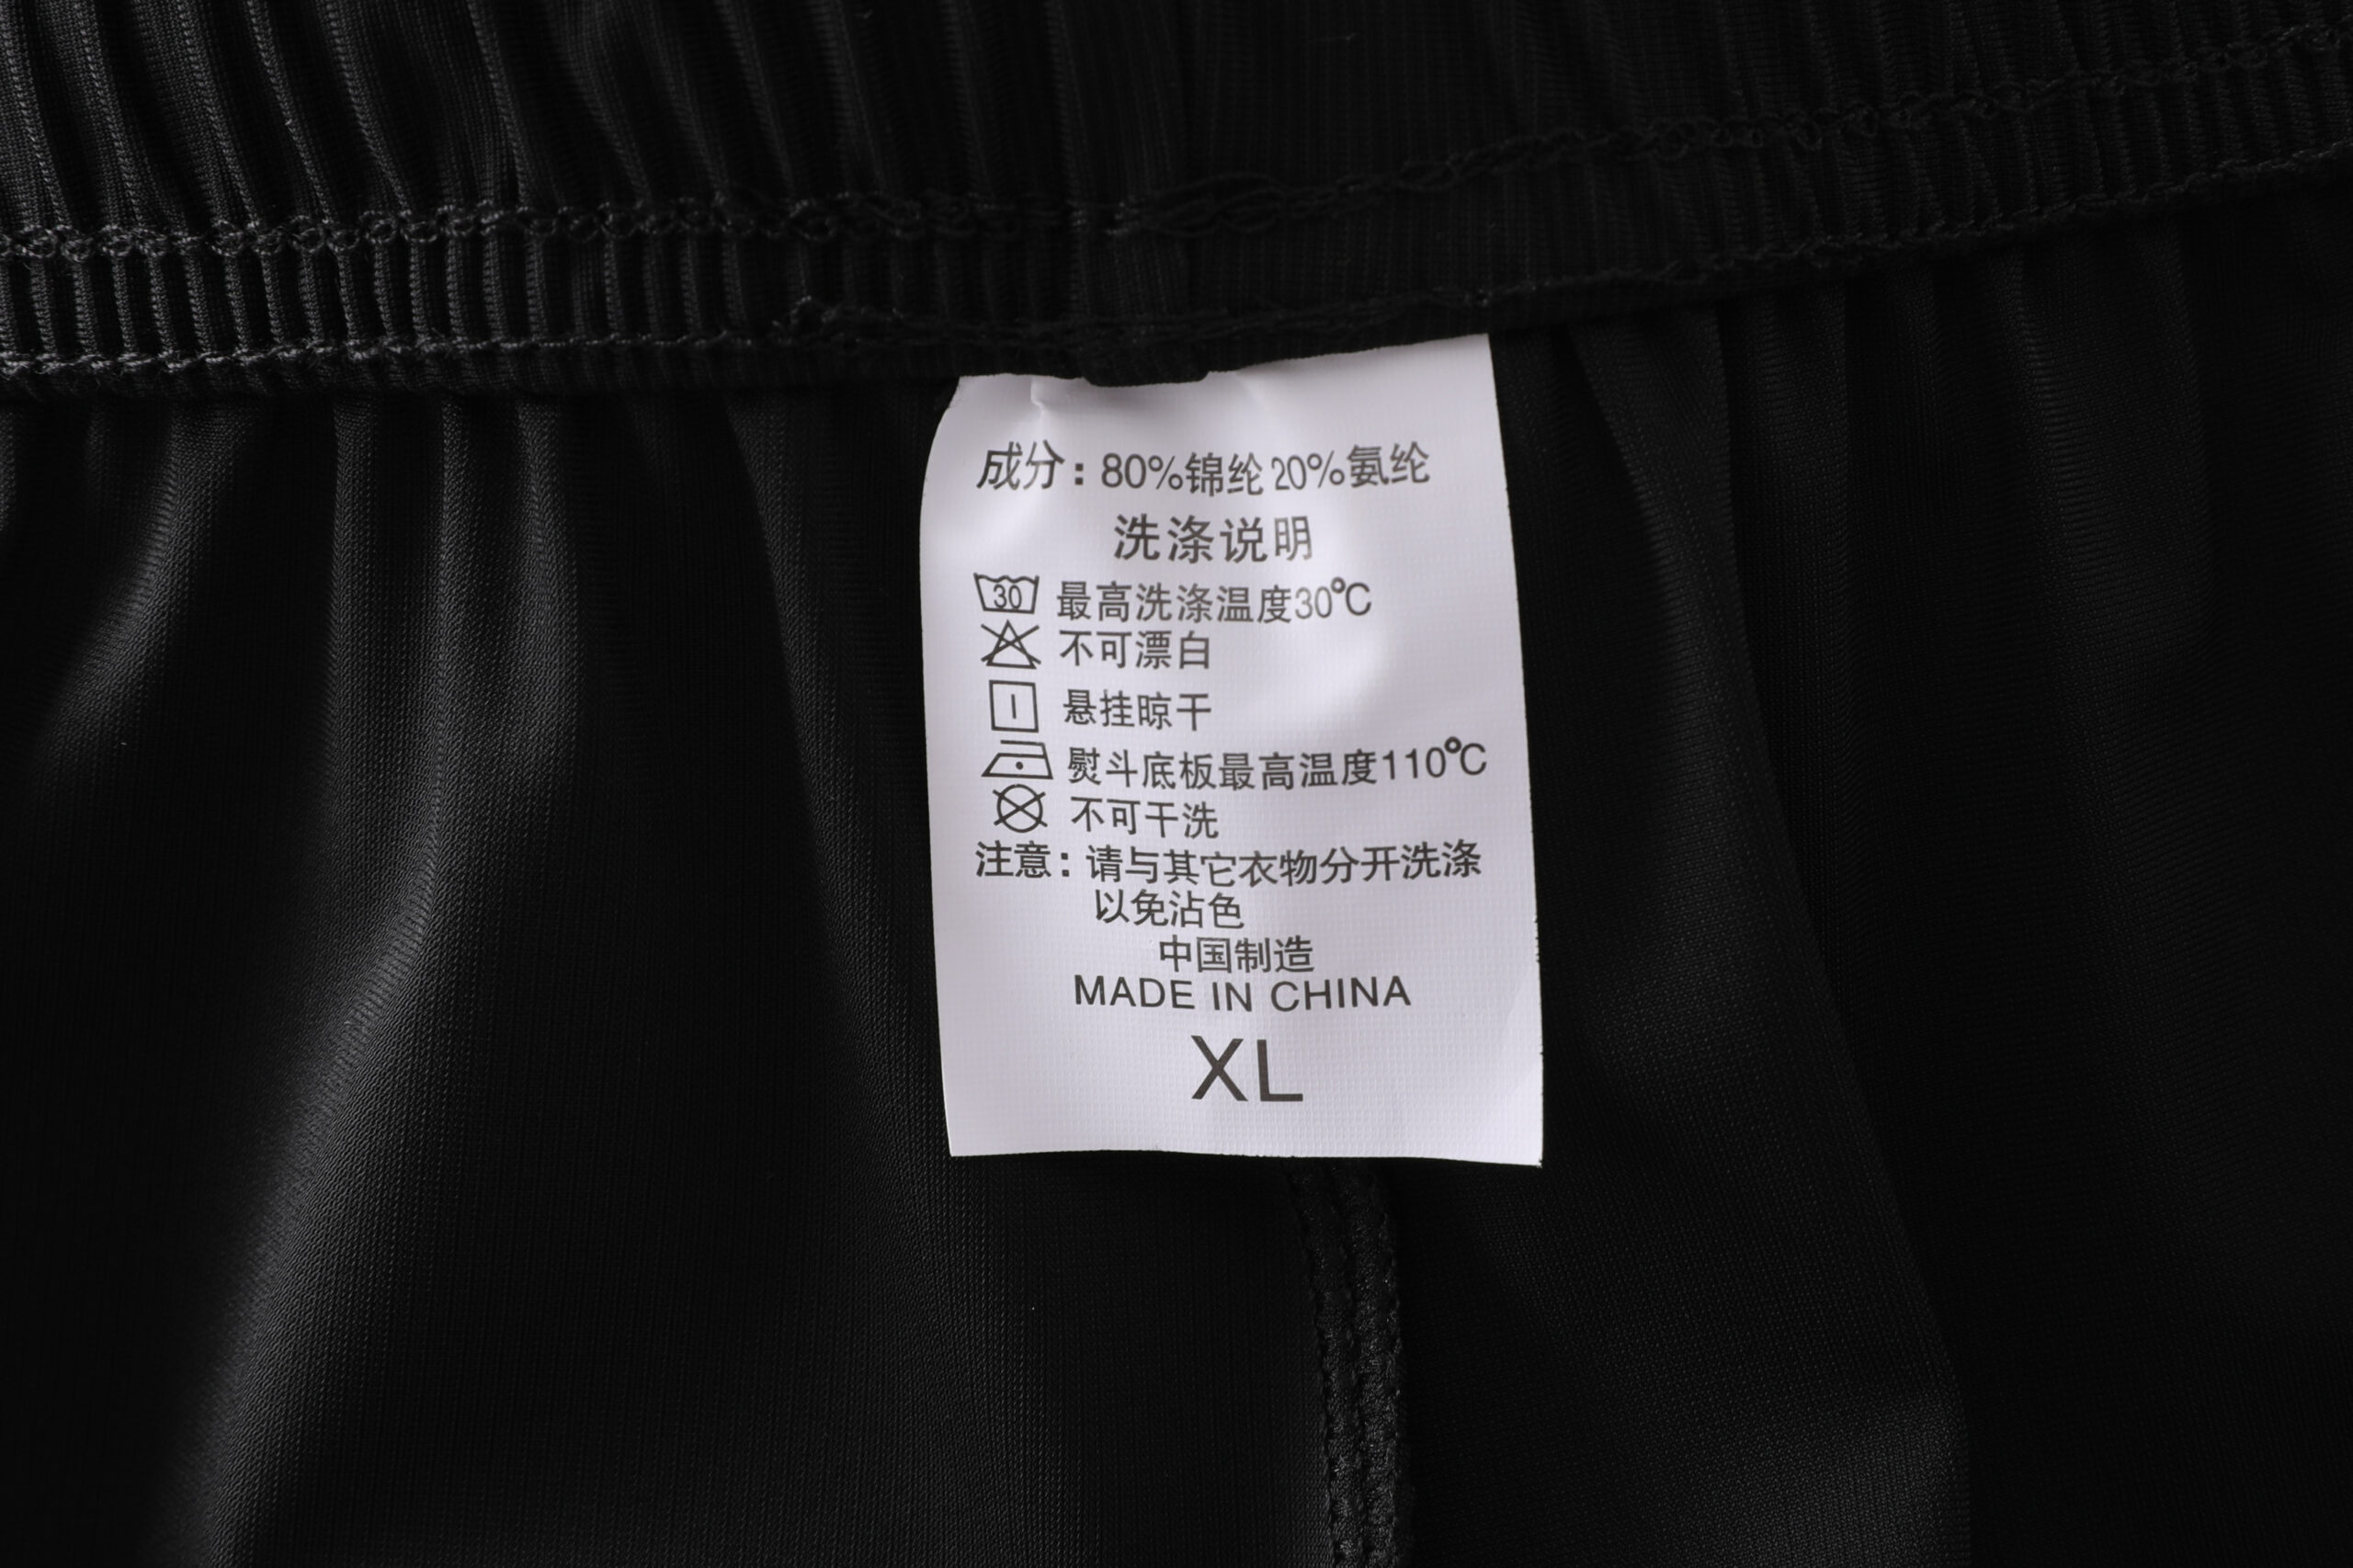 成分：80%锦纶 20%氨纶
洗涤说明
30 最高洗涤温度30℃
不可漂白
悬挂晾干
熨斗底板最高温度110℃
不可干洗
注意：请与其它衣物分开洗涤
以免沾色
中国制造
MADE IN CHINA
XL